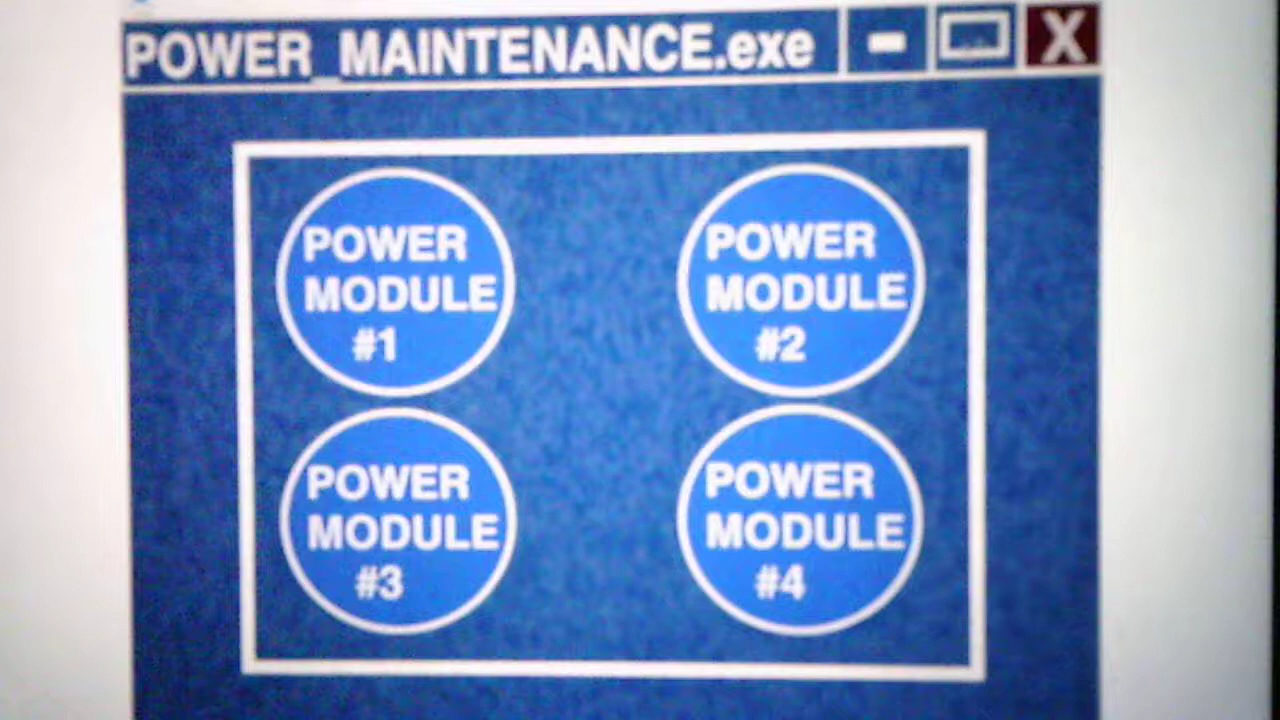 POWER_MAINTENANCE.exe
X
POWER
MODULE
#1
POWER
MODULE
#2
POWER
MODULE
#3
POWER
MODULE
#4